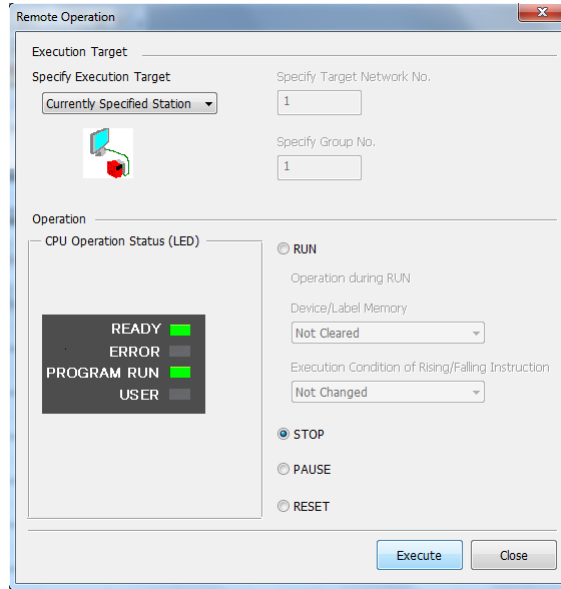 Remote Operation
Execution Target
Specify Execution Target
Currently Specified Station
Specify Target Network No.
1
Specify Group No.
1
Operation
CPU Operation Status (LED)
READY
ERROR
PROGRAM RUN
USER
RUN
Operation during RUN
Device/Label Memory
Not Cleared
Execution Condition of Rising/Falling Instruction
Not Changed
STOP
PAUSE
RESET
Execute Close